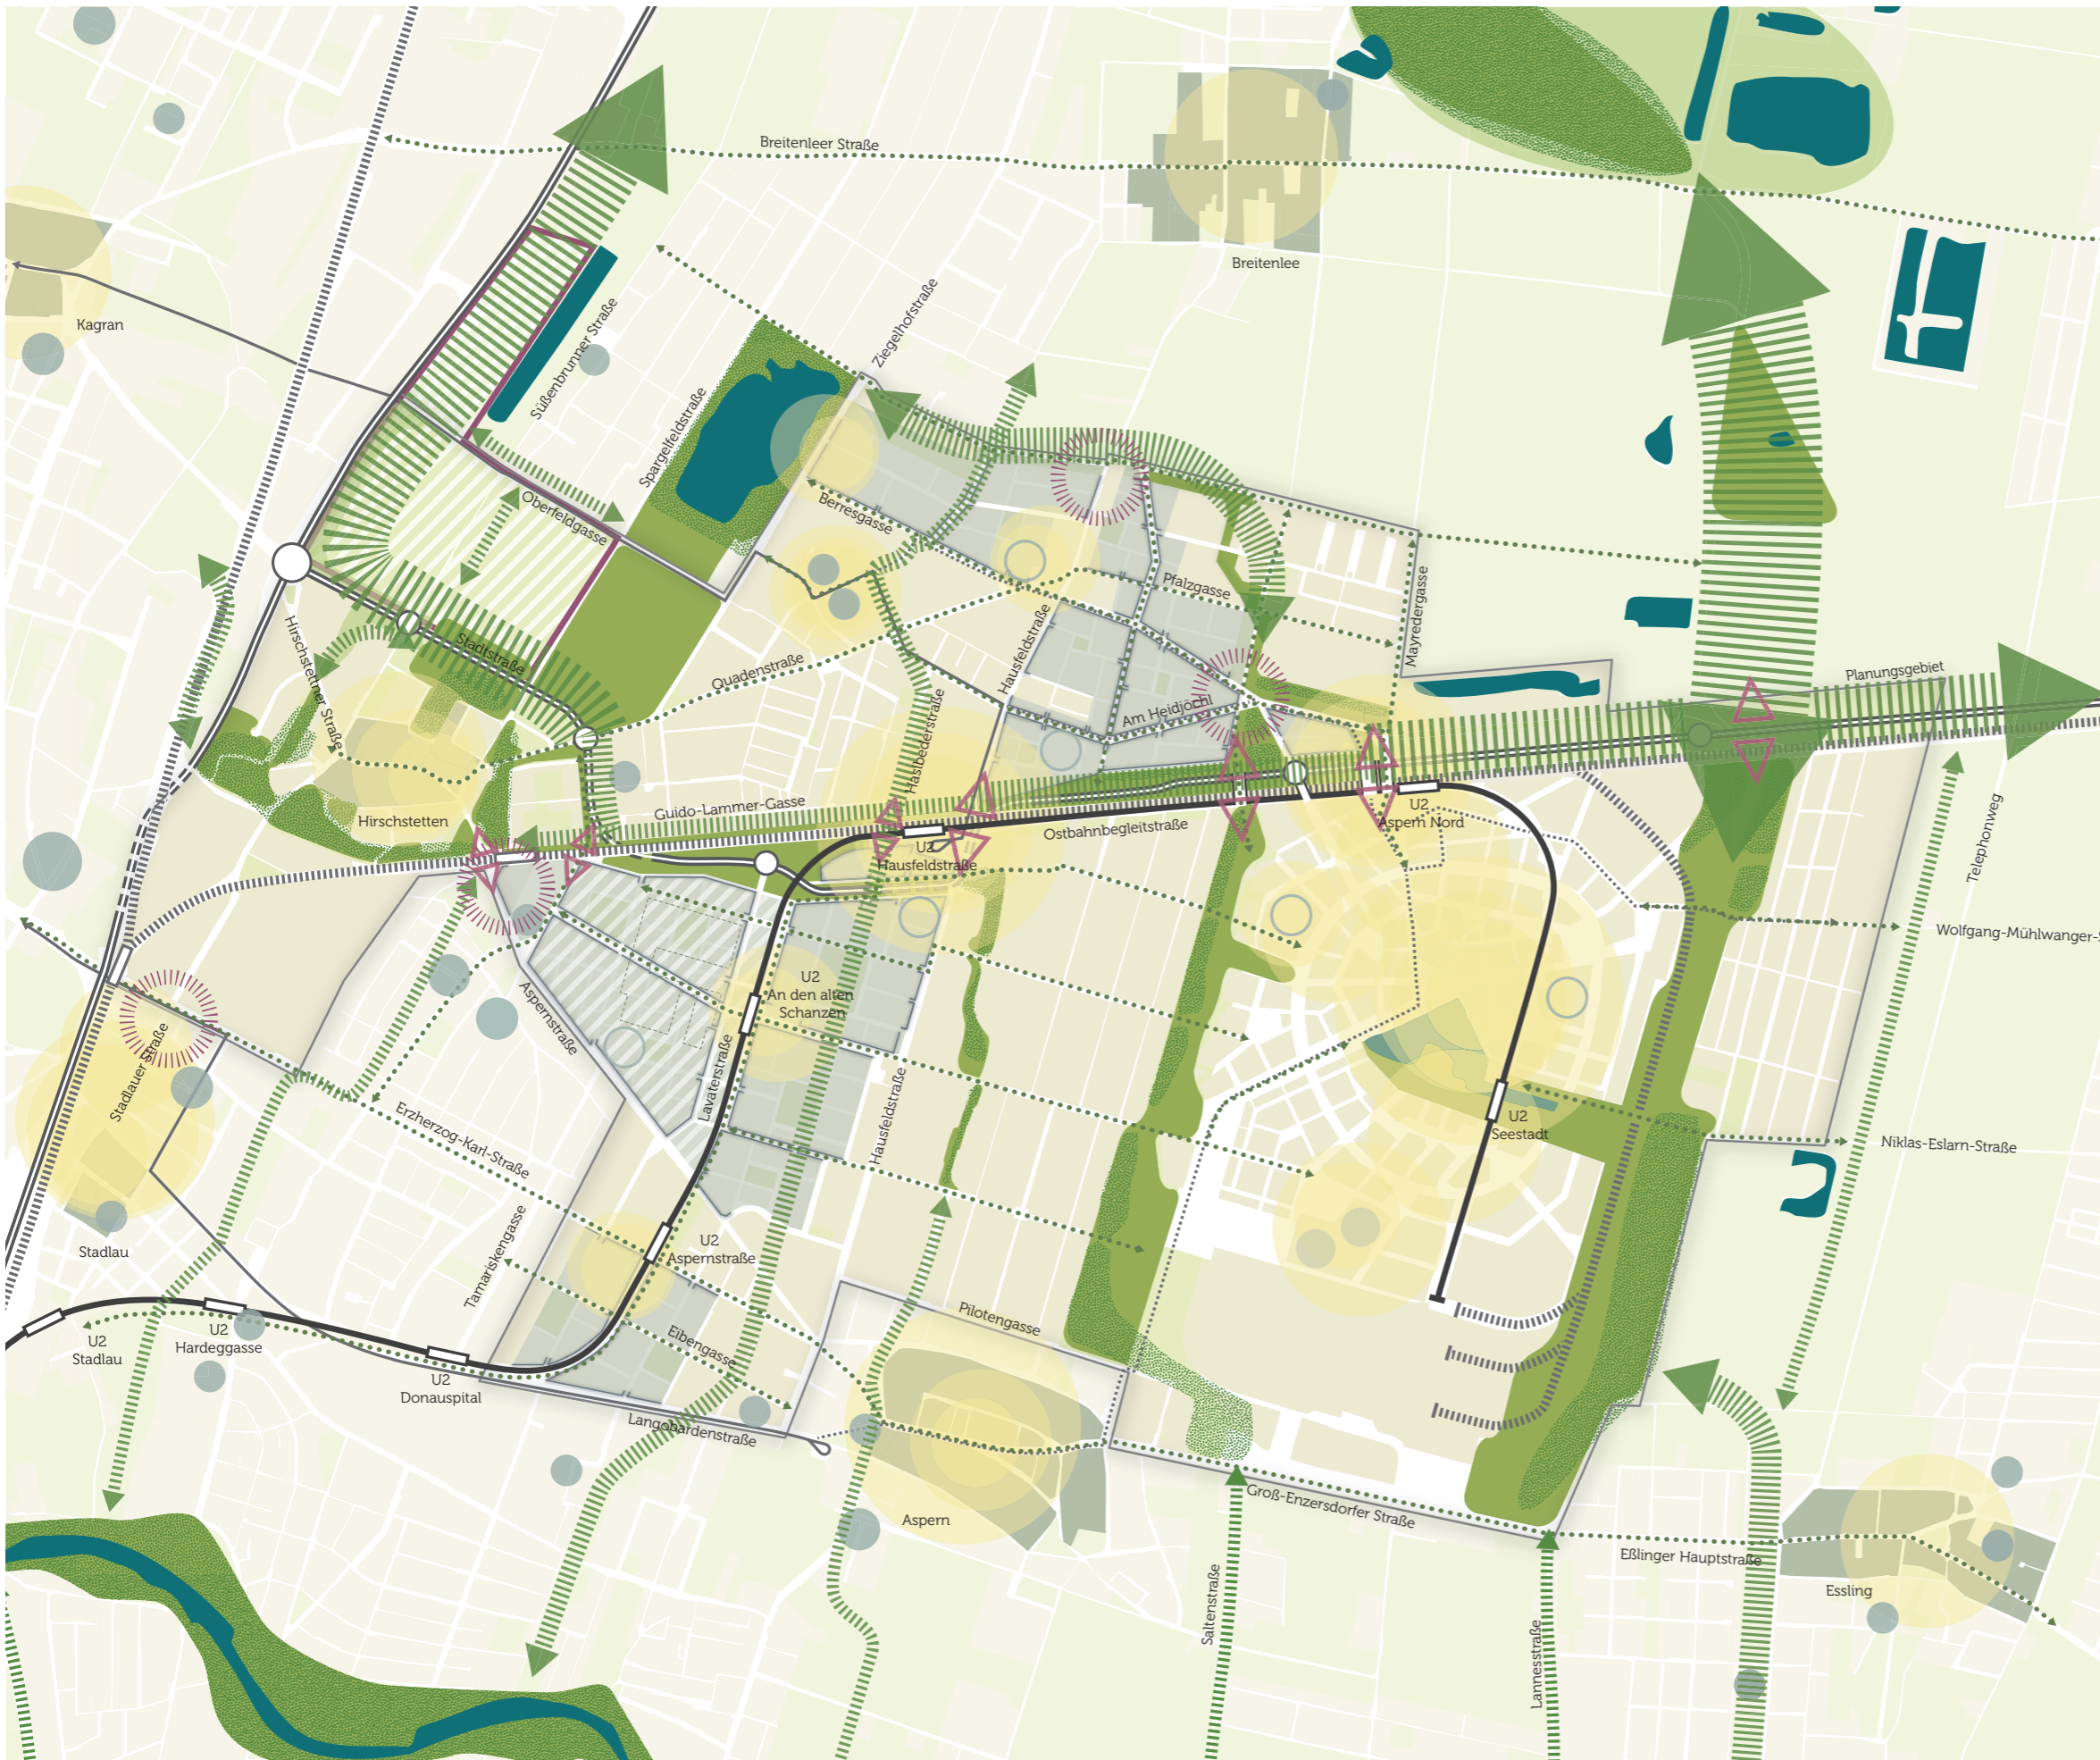 Breitenleer Straße
Breitenlee
Kagran
Süßenbrunner Straße
Ziegelhofstraße
Spargelfeldstraße
Oberfeldgasse
Berresgasse
Pfalzgasse
Mayredergasse
Hirschstettner Straße
Stadtstraße
Quadenstraße
Hausfeldstraße
Am Heidjöchl
Haslbederstraße
Planungsgebiet
Guido-Lammer-Gasse
Hirschstetten
Ostbahnbegleitstraße
U2
Aspern Nord
U2
Hausfeldstraße
Telephonweg
Wolfgang-Mühlwanger-S
U2
An den alten
Schanzen
Aspernstraße
Lavaterstraße
Stadlauer Straße
Hausfeldstraße
Erzherzog-Karl-Straße
U2
Seestadt
Niklas-Eslarn-Straße
Stadlau
Tamariskengasse
U2
Aspernstraße
Pilotengasse
U2
Stadlau
U2
Hardeggasse
Eibengasse
U2
Donauspital
Langobardenstraße
Aspern
Groß-Enzersdorfer Straße
Eßlinger Hauptstraße
Essling
Saltenstraße
Lannesstraße